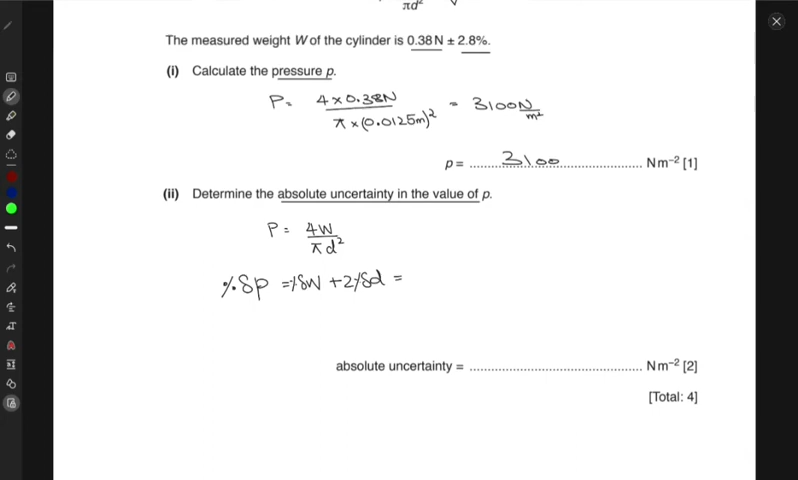 πd²
The measured weight W of the cylinder is 0.38 N ± 2.8%.
(i) Calculate the pressure p.
P = 4 × 0.38N / π × (0.0125m)² = 3100 N/m²
p = 3100 N m⁻² [1]
(ii) Determine the absolute uncertainty in the value of p.
P = 4W / πd²
% δp = % δW + 2% δd =
absolute uncertainty = ........................................ N m⁻² [2]
[Total: 4]